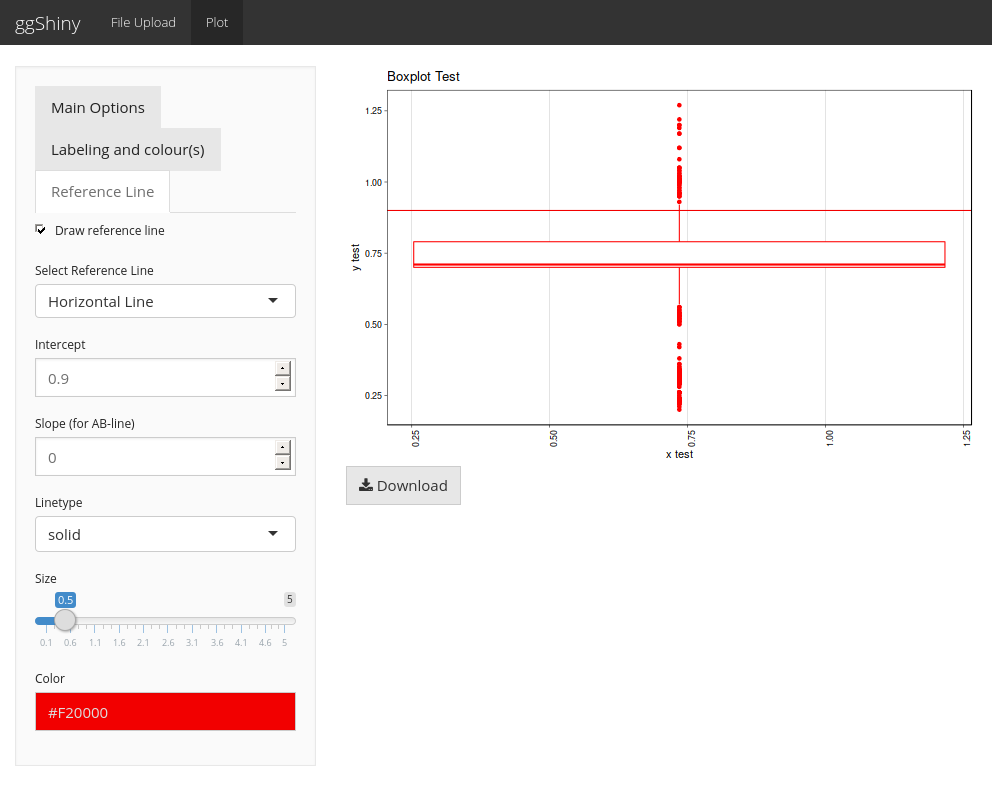 ggShiny File Upload Plot
Main Options
Labeling and colour(s)
Reference Line
Draw reference line
Select Reference Line
Horizontal Line
Intercept
0.9
Slope (for AB-line)
0
Linetype
solid
Size
0.5 5
0.1 0.6 1.1 1.6 2.1 2.6 3.1 3.6 4.1 4.6 5
Color
#F20000
Boxplot Test
1.25
1.00
0.75
0.50
0.25
y test
0.25 0.50 0.75 1.00 1.25
x test
Download